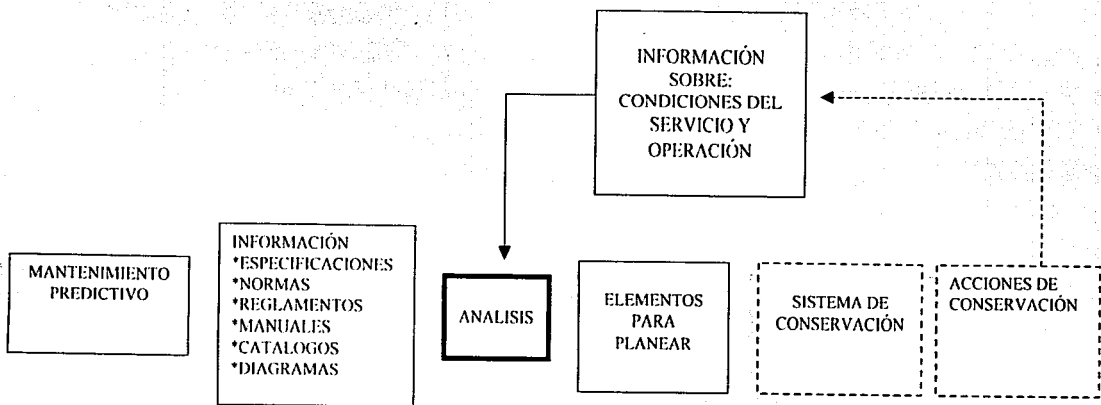 INFORMACIÓN
SOBRE:
CONDICIONES DEL
SERVICIO Y
OPERACIÓN
MANTENIMIENTO
PREDICTIVO
INFORMACIÓN
*ESPECIFICACIONES
*NORMAS
*REGLAMENTOS
*MANUALES
*CATALOGOS
*DIAGRAMAS
ANALISIS
ELEMENTOS
PARA
PLANEAR
SISTEMA DE
CONSERVACIÓN
ACCIONES DE
CONSERVACIÓN